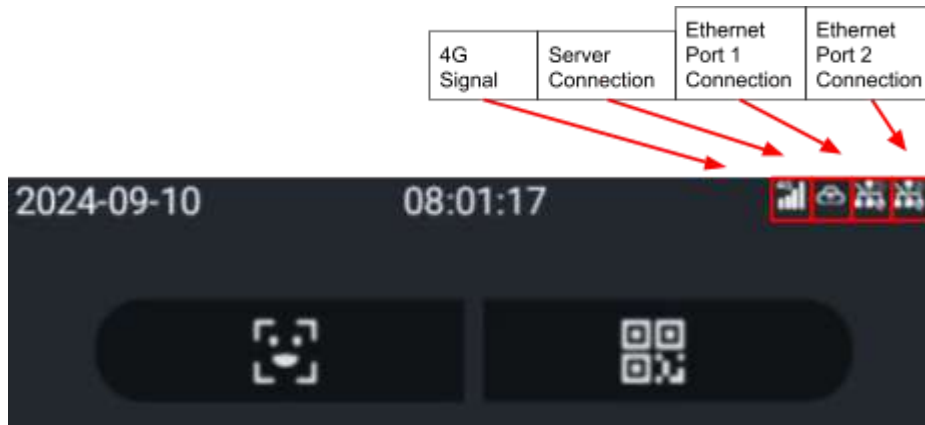 4G
Signal
Server
Connection
Ethernet
Port 1
Connection
Ethernet
Port 2
Connection
2024-09-10 08:01:17